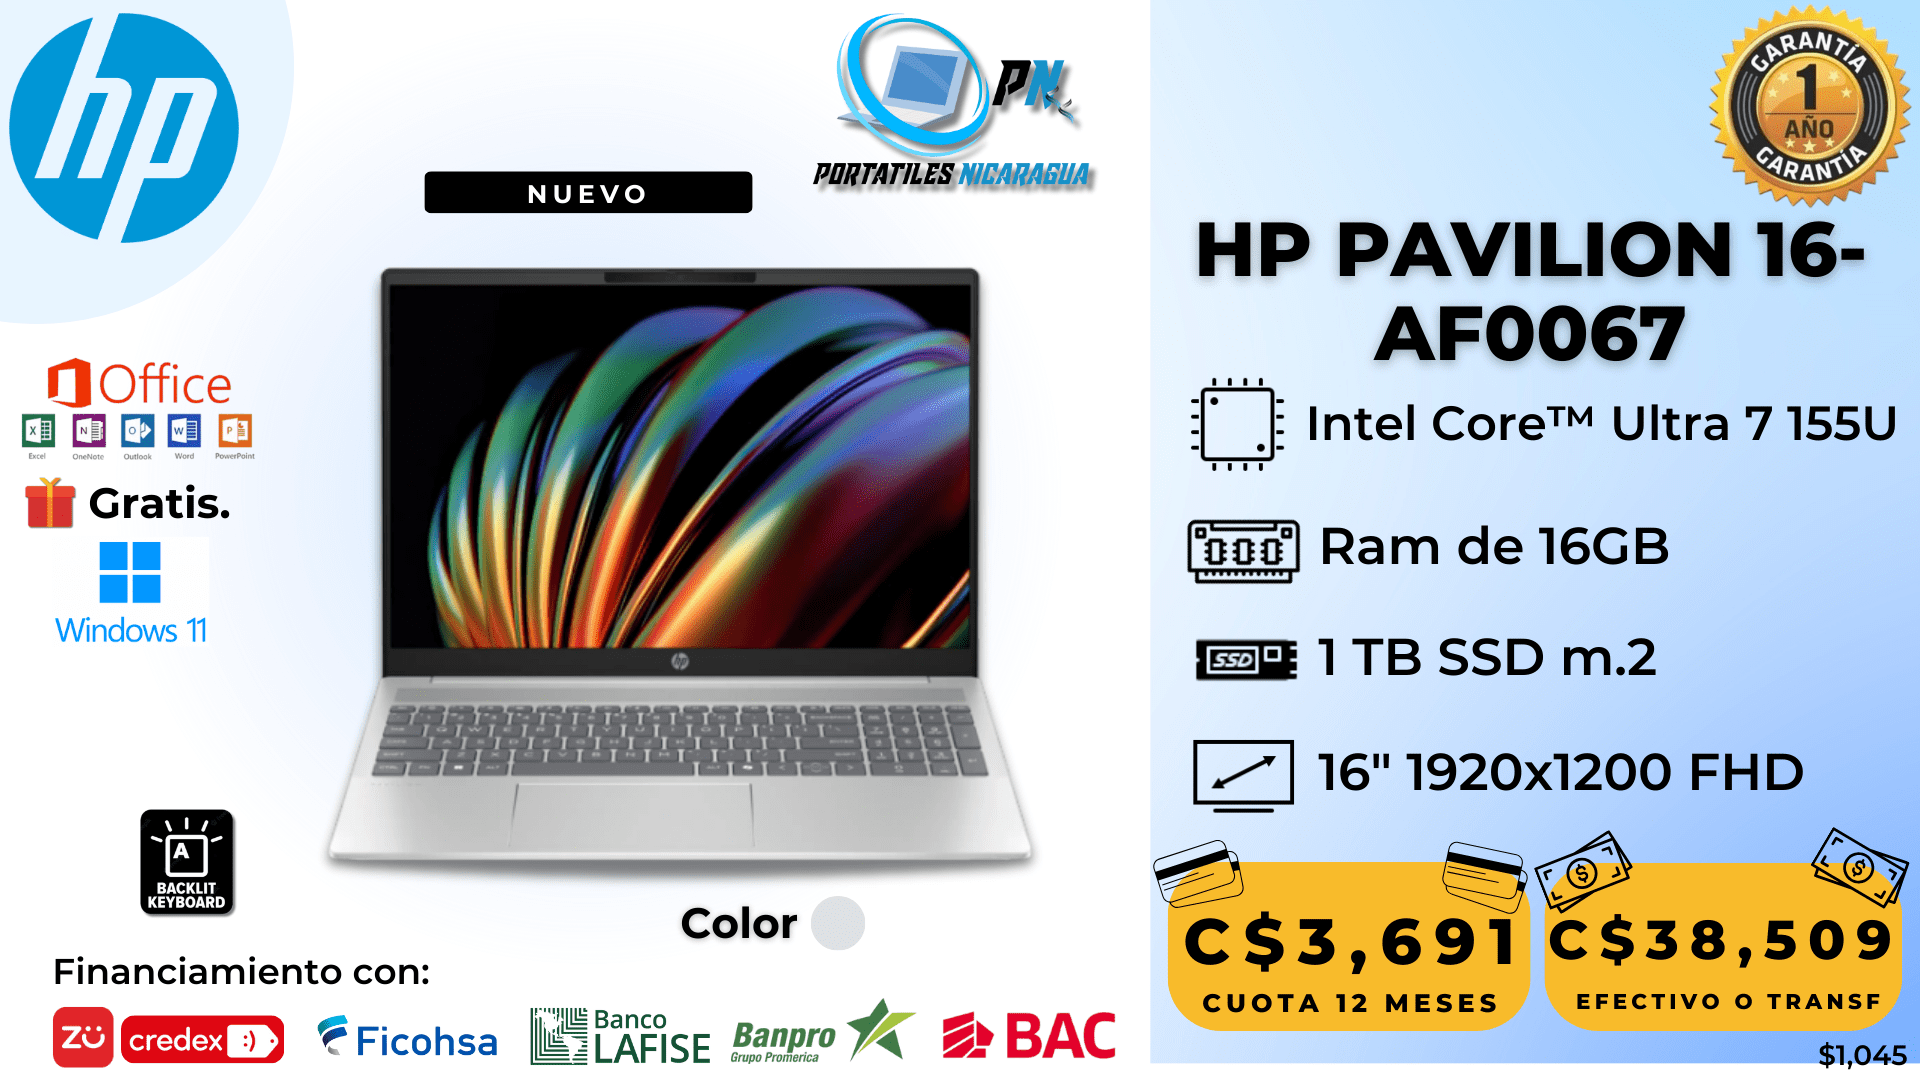 hp
PN
PORTATILES NICARAGUA
GARANTÍA
1
AÑO
GARANTÍA
NUEVO
HP PAVILION 16-
AF0067
Office
Excel OneNote Outlook Word PowerPoint
Gratis.
Windows 11
Intel Core™ Ultra 7 155U
Ram de 16GB
SSD
1 TB SSD m.2
16" 1920x1200 FHD
A
BACKLIT
KEYBOARD
Color
Financiamiento con:
zü
credex :)
Ficohsa
Banco
LAFISE
Banpro
Grupo Promerica
BAC
C$3,691
CUOTA 12 MESES
C$38,509
EFECTIVO O TRANSF
$1,045